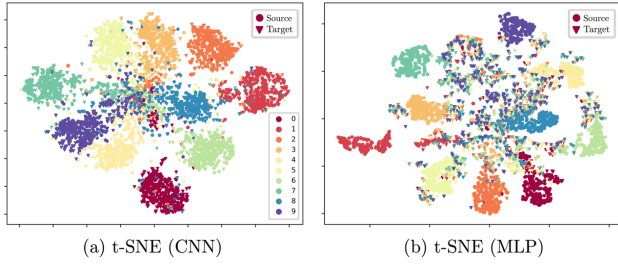 Source
Target
0
1
2
3
4
5
6
7
8
9
(a) t-SNE (CNN)
Source
Target
(b) t-SNE (MLP)